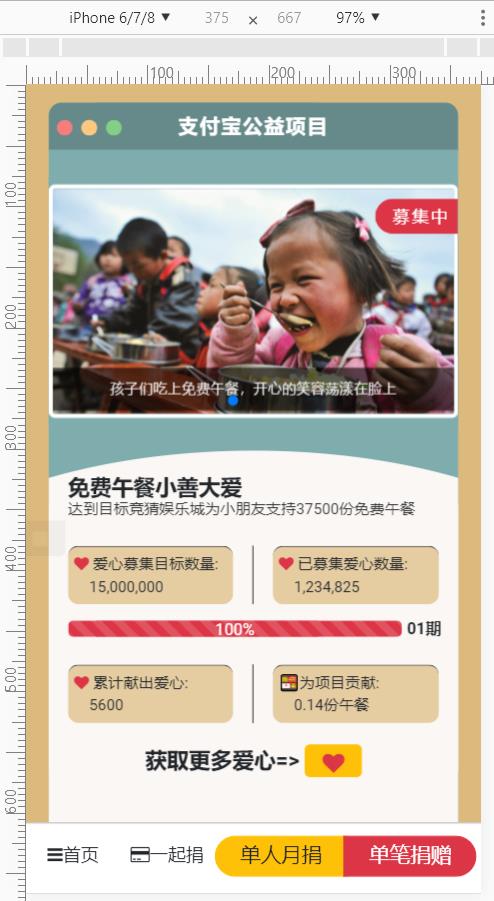 iPhone 6/7/8 ▼ 375 × 667 97% ▼
100 200 300
100
200
300
400
500
600
支付宝公益项目
募集中
孩子们吃上免费午餐，开心的笑容荡漾在脸上
免费午餐小善大爱
达到目标竞猜娱乐城为小朋友支持37500份免费午餐
爱心募集目标数量:
15,000,000
已募集爱心数量:
1,234,825
100% 01期
累计献出爱心:
5600
为项目贡献:
0.14份午餐
获取更多爱心=>
首页 一起捐 单人月捐 单笔捐赠